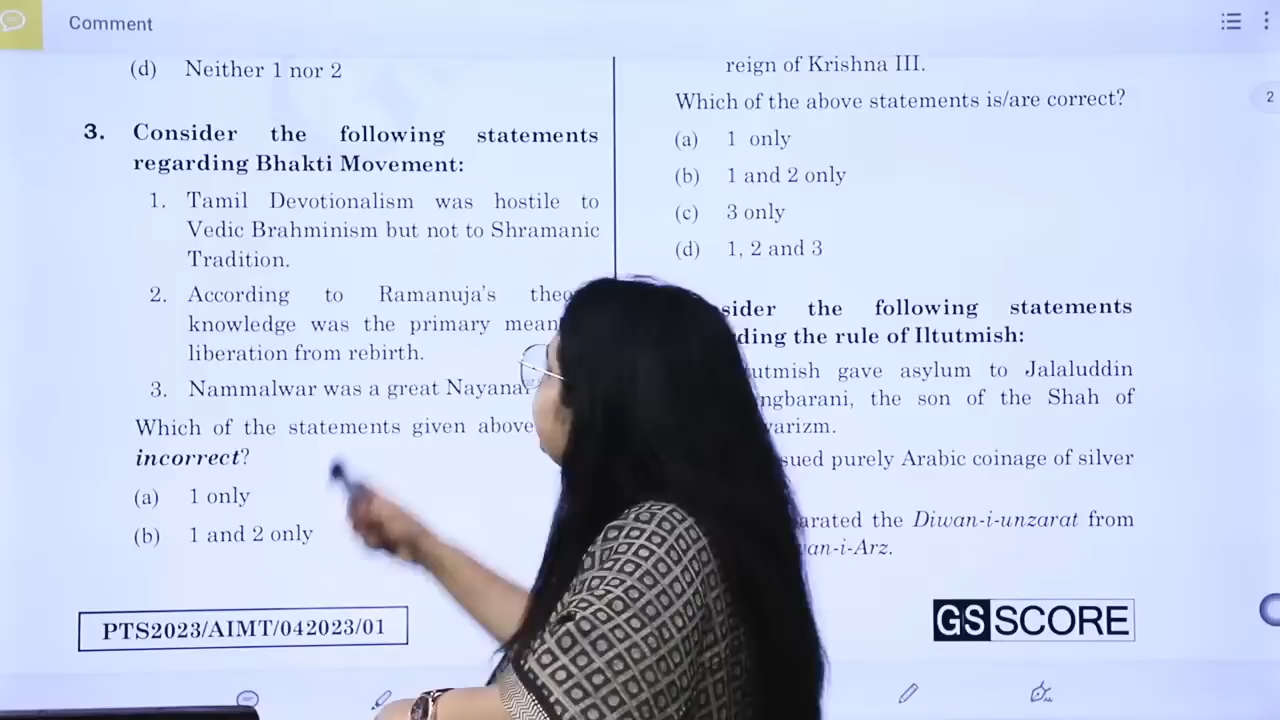 Comment
(d) Neither 1 nor 2
3. Consider the following statements
regarding Bhakti Movement:
1. Tamil Devotionalism was hostile to
Vedic Brahminism but not to Shramanic
Tradition.
2. According to Ramanuja's
knowledge was the primary
liberation from rebirth.
3. Nammalwar was a great
Which of the statements given above
incorrect?
(a) 1 only
(b) 1 and 2 only
PTS2023/AIMT/042023/01
reign of Krishna III.
Which of the above statements is/are correct?
(a) 1 only
(b) 1 and 2 only
(c) 3 only
(d) 1, 2 and 3
the following statements
the rule of Iltutmish:
gave asylum to Jalaluddin
the son of the Shah of
purely Arabic coinage of silver
the Diwan-i-unzarat from
GS SCORE
2